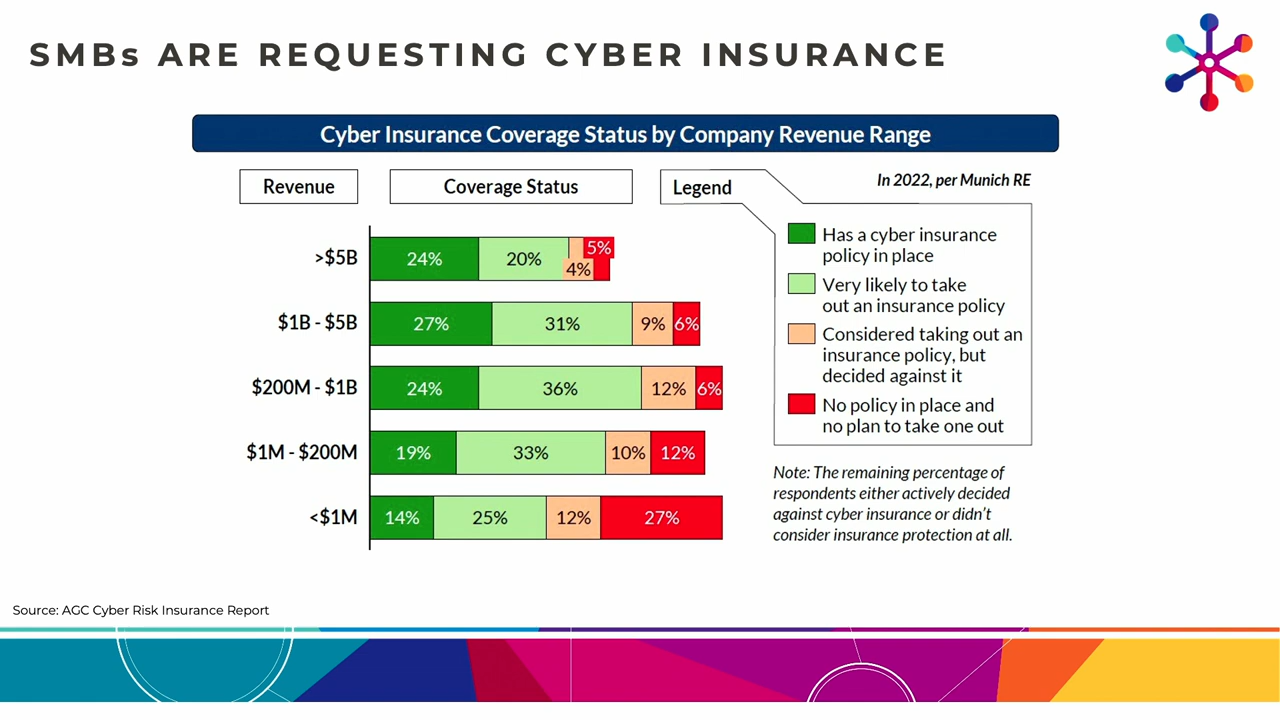 SMBs ARE REQUESTING CYBER INSURANCE
Cyber Insurance Coverage Status by Company Revenue Range
Revenue
Coverage Status
Legend
In 2022, per Munich RE
>$5B
24%
20%
4%
5%
$1B - $5B
27%
31%
9%
6%
$200M - $1B
24%
36%
12%
6%
$1M - $200M
19%
33%
10%
12%
<$1M
14%
25%
12%
27%
Has a cyber insurance
policy in place
Very likely to take
out an insurance policy
Considered taking out an
insurance policy, but
decided against it
No policy in place and
no plan to take one out
Note: The remaining percentage of
respondents either actively decided
against cyber insurance or didn't
consider insurance protection at all.
Source: AGC Cyber Risk Insurance Report